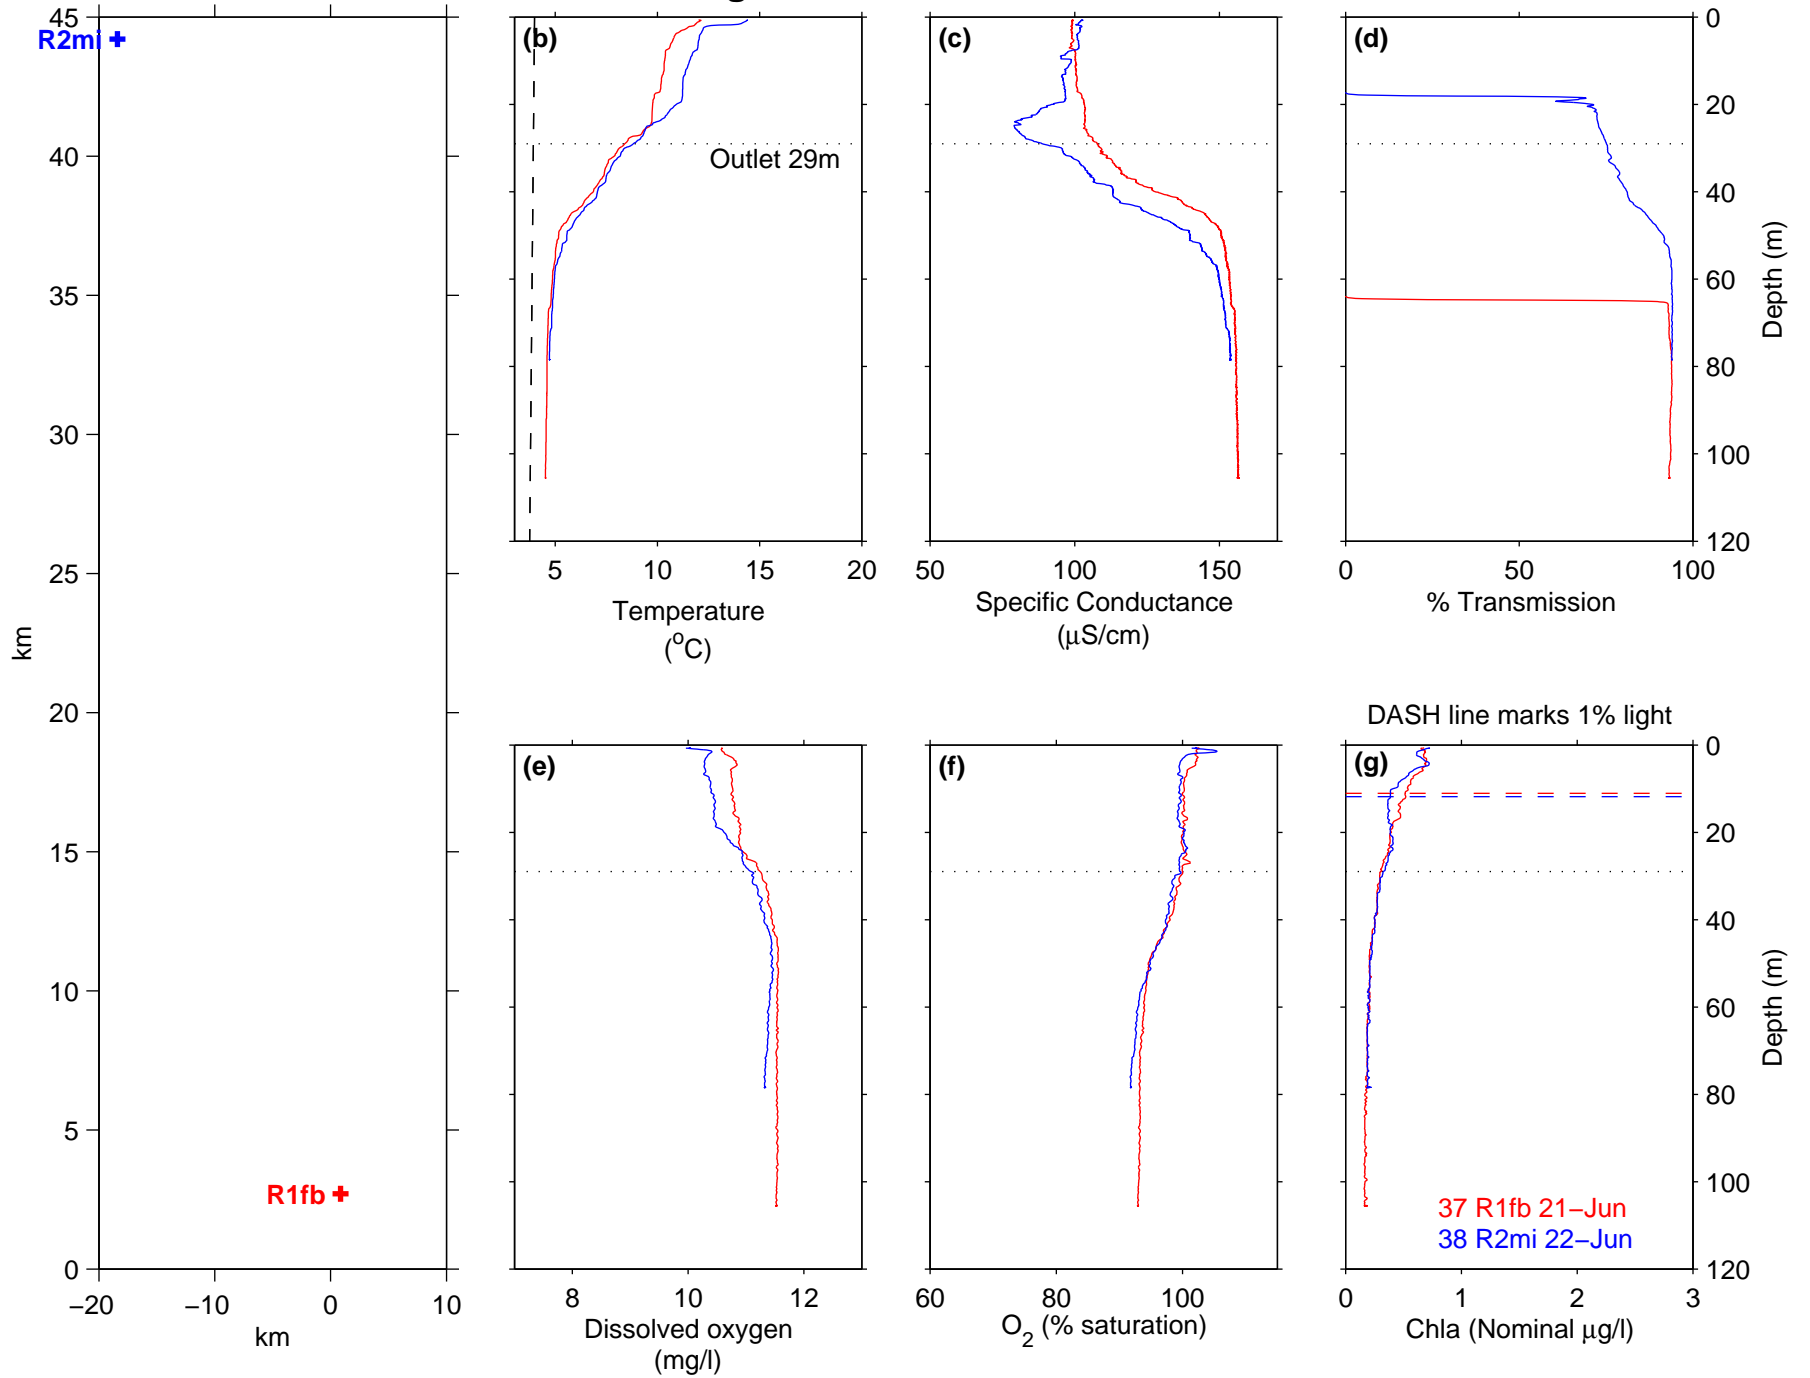 45
40
35
30
25
20
15
10
5
0
km
−20
−10
0
10
km
R2mi
R1fb
(b)
Outlet 29m
5
10
15
20
Temperature
(°C)
(c)
50
100
150
Specific Conductance
(μS/cm)
(d)
0
50
100
% Transmission
0
20
40
60
80
100
120
Depth (m)
(e)
8
10
12
Dissolved oxygen
(mg/l)
(f)
60
80
100
O2 (% saturation)
DASH line marks 1% light
(g)
37 R1fb 21−Jun
38 R2mi 22−Jun
0
1
2
3
Chla (Nominal μg/l)
0
20
40
60
80
100
120
Depth (m)